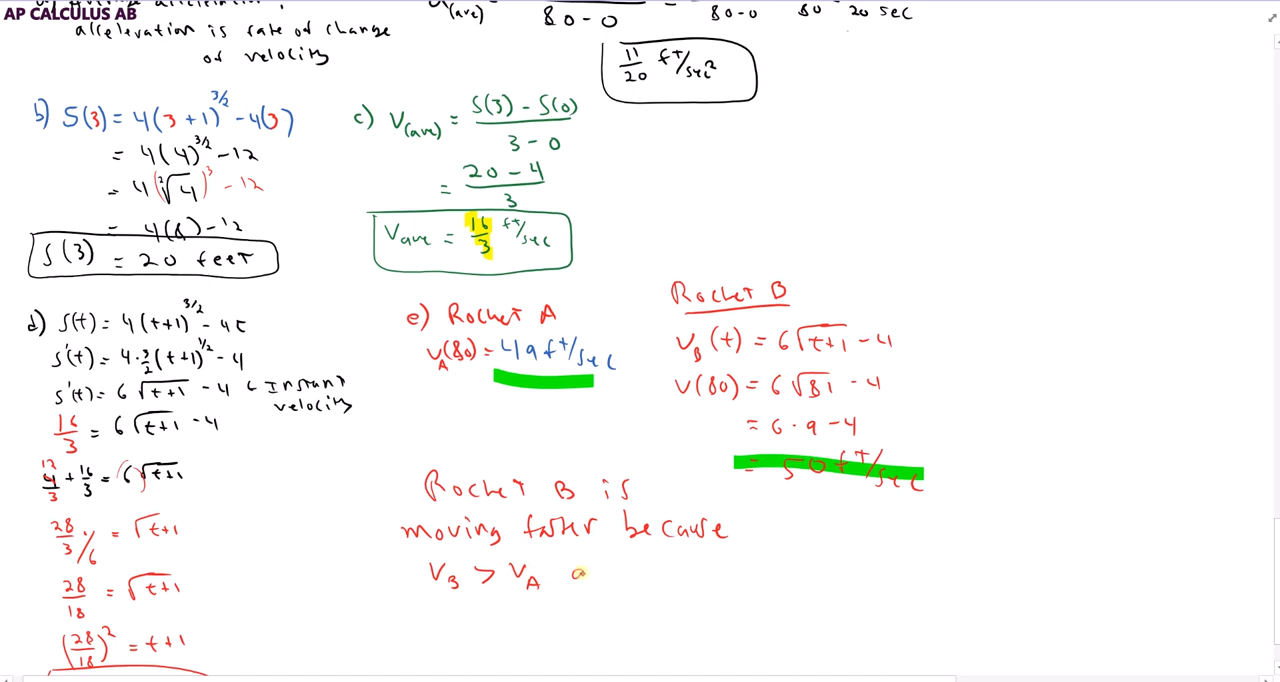 AP CALCULUS AB
acceleration is rate of change
of velocity
V(ave) 80-0 80-0 80 20 sec
11/20 ft/sec²
b) S(3) = 4(3+1)^3/2 - 4(3)
= 4(4)^3/2 - 12
= 4(²√4)³ - 12
= 4(8) - 12
S(3) = 20 feet
c) V(ave) = S(3) - S(0) / 3 - 0
= 20 - 4 / 3
Vave = 16/3 ft/sec
d) s(t) = 4(t+1)^3/2 - 4t
s'(t) = 4·3/2(t+1)^1/2 - 4
s'(t) = 6√t+1 - 4 ← Instant
velocity
16/3 = 6√t+1 - 4
12
4/3 + 16/3 = 6√t+1
28/3 / 6 = √t+1
28/18 = √t+1
(28/18)² = t+1
e) Rocket A
vA(80) = 49 ft/sec
Rocket B
VB(t) = 6√t+1 - 4
V(80) = 6√81 - 4
= 6·9 - 4
= 50 ft/sec
Rocket B is
moving faster because
VB > VA a